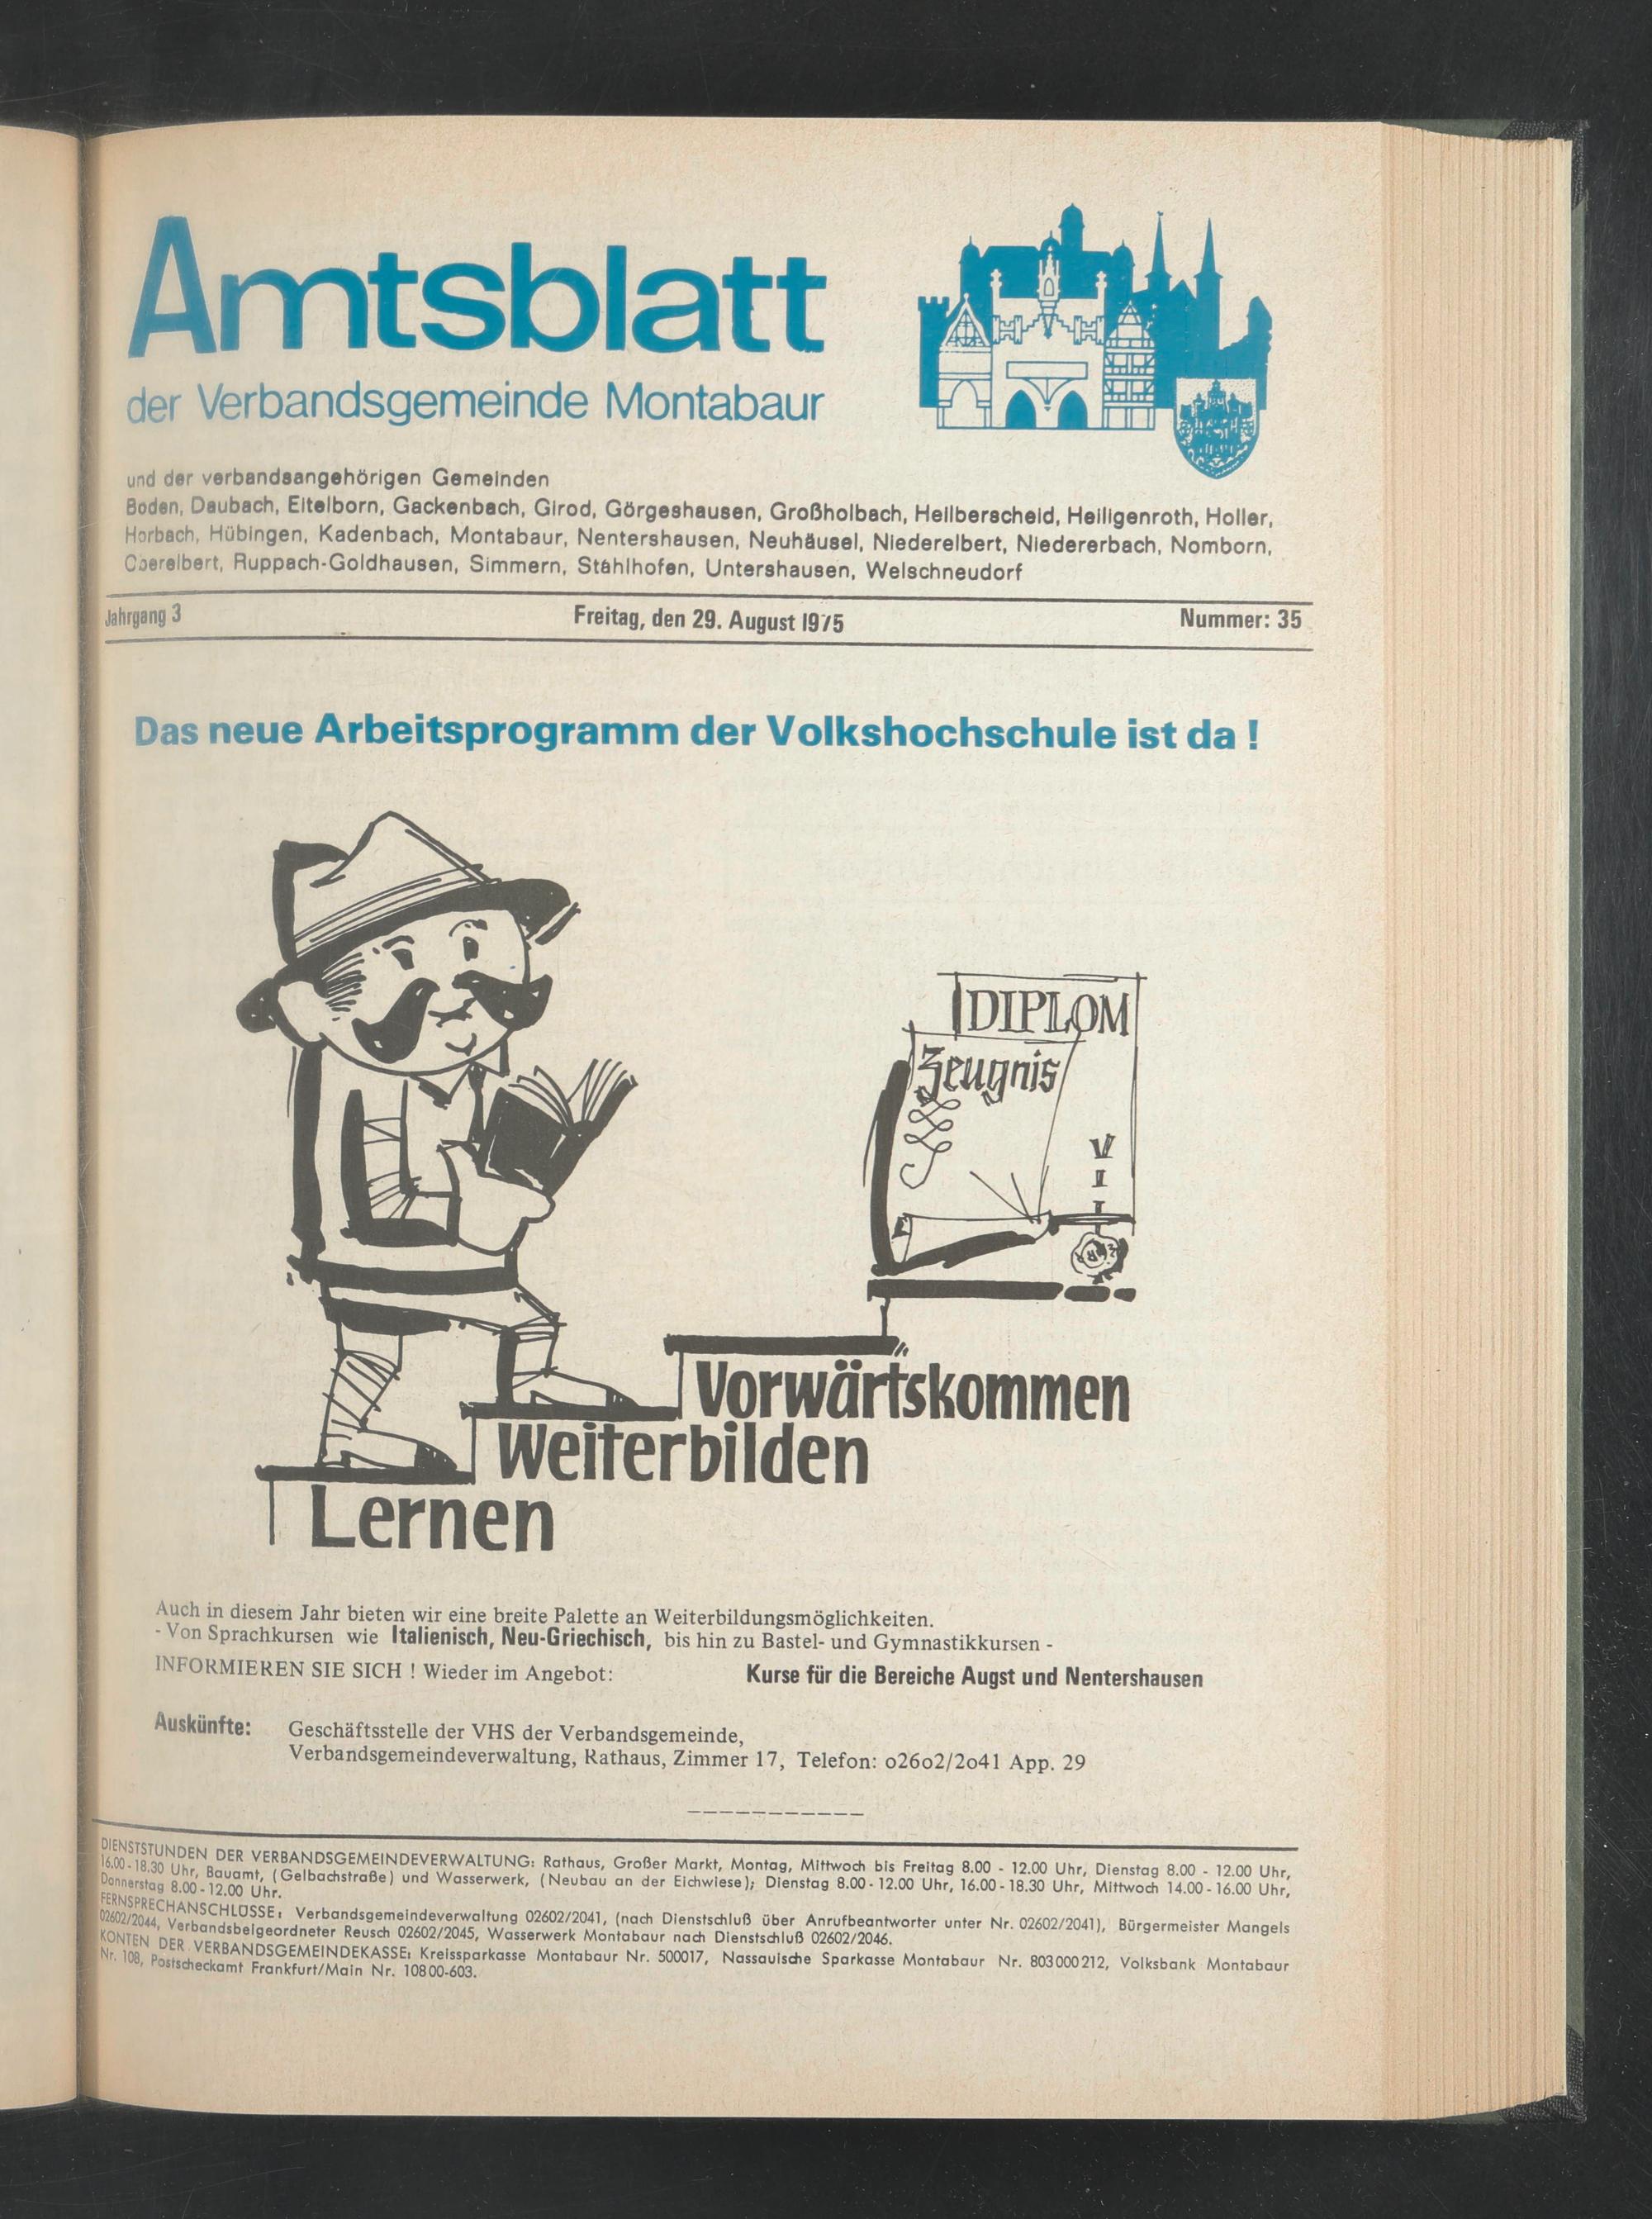 Amtsblatt
der Verbandsgemeinde Montabaur
und der verbandsangehörigen Gemeinden
Boden, Daubach, Eitelborn, Gackenbach, Girod, Görgeshausen, Großholbach, Heilberscheid, Heiligenroth, Holler,
Horbach, Hübingen, Kadenbach, Montabaur, Nentershausen, Neuhäusel, Niederelbert, Niedererbach, Nomborn,
Oberelbert, Ruppach-Goldhausen, Simmern, Stahlhofen, Untershausen, Welschneudorf
Jahrgang 3 Freitag, den 29. August 1975 Nummer: 35
Das neue Arbeitsprogramm der Volkshochschule ist da !
DIPLOM
Zeugnis
Vorwärtskommen
Weiterbilden
Lernen
Auch in diesem Jahr bieten wir eine breite Palette an Weiterbildungsmöglichkeiten.
- Von Sprachkursen wie Italienisch, Neu-Griechisch, bis hin zu Bastel- und Gymnastikkursen -
INFORMIEREN SIE SICH ! Wieder im Angebot: Kurse für die Bereiche Augst und Nentershausen
Auskünfte: Geschäftsstelle der VHS der Verbandsgemeinde,
Verbandsgemeindeverwaltung, Rathaus, Zimmer 17, Telefon: o26o2/2o41 App. 29
DIENSTSTUNDEN DER VERBANDSGEMEINDEVERWALTUNG: Rathaus, Großer Markt, Montag, Mittwoch bis Freitag 8.00 - 12.00 Uhr, Dienstag 8.00 - 12.00 Uhr,
16.00-18.30 Uhr, Bauamt, (Gelbachstraße) und Wasserwerk, (Neubau an der Eichwiese); Dienstag 8.00-12.00 Uhr, 16.00-18.30 Uhr, Mittwoch 14.00-16.00 Uhr,
Donnerstag 8.00-12.00 Uhr.
FERNSPRECHANSCHLÜSSE: Verbandsgemeindeverwaltung 02602/2041, (nach Dienstschluß über Anrufbeantworter unter Nr. 02602/2041), Bürgermeister Mangels
02602/2044, Verbandsbeigeordneter Reusch 02602/2045, Wasserwerk Montabaur nach Dienstschluß 02602/2046.
KONTEN DER VERBANDSGEMEINDEKASSE: Kreissparkasse Montabaur Nr. 500017, Nassauische Sparkasse Montabaur Nr. 803000212, Volksbank Montabaur
Nr. 108, Postscheckamt Frankfurt/Main Nr. 10800-603.